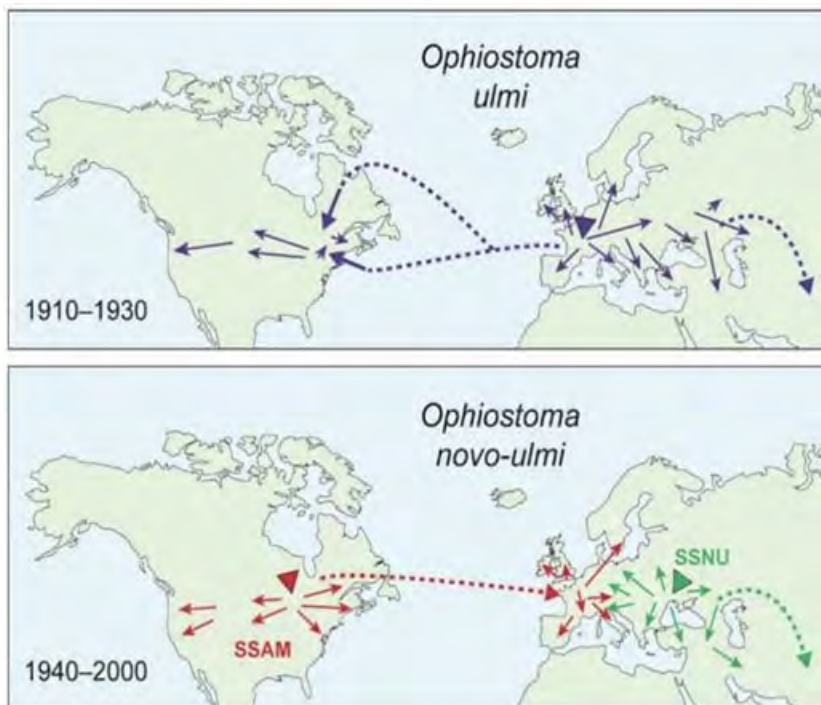 Ophiostoma
ulmi
1910–1930
Ophiostoma
novo-ulmi
SSNU
SSAM
1940–2000